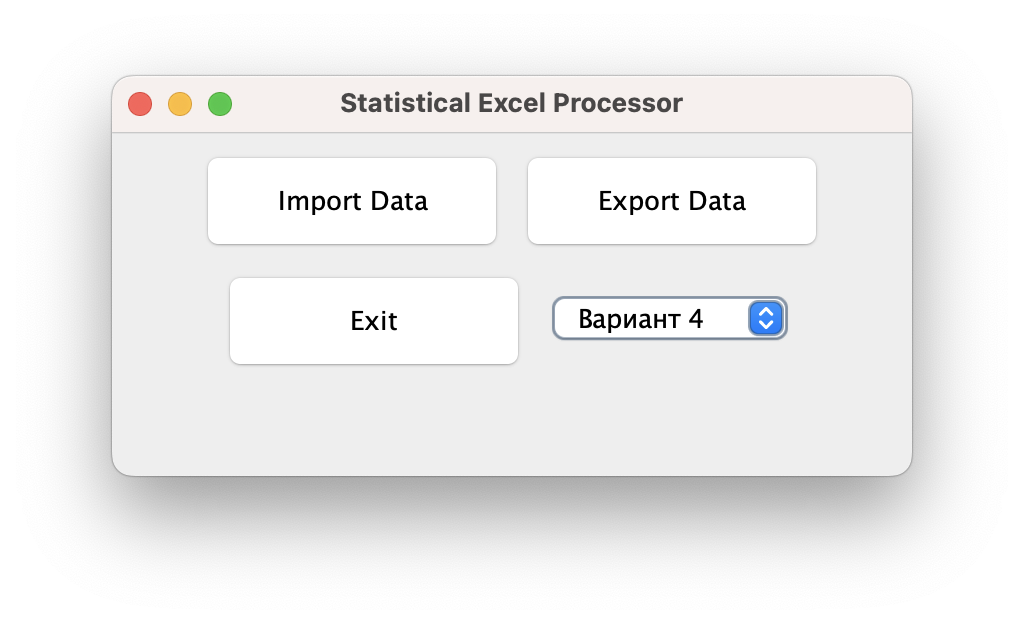 Statistical Excel Processor
Import Data
Export Data
Exit
Вариант 4